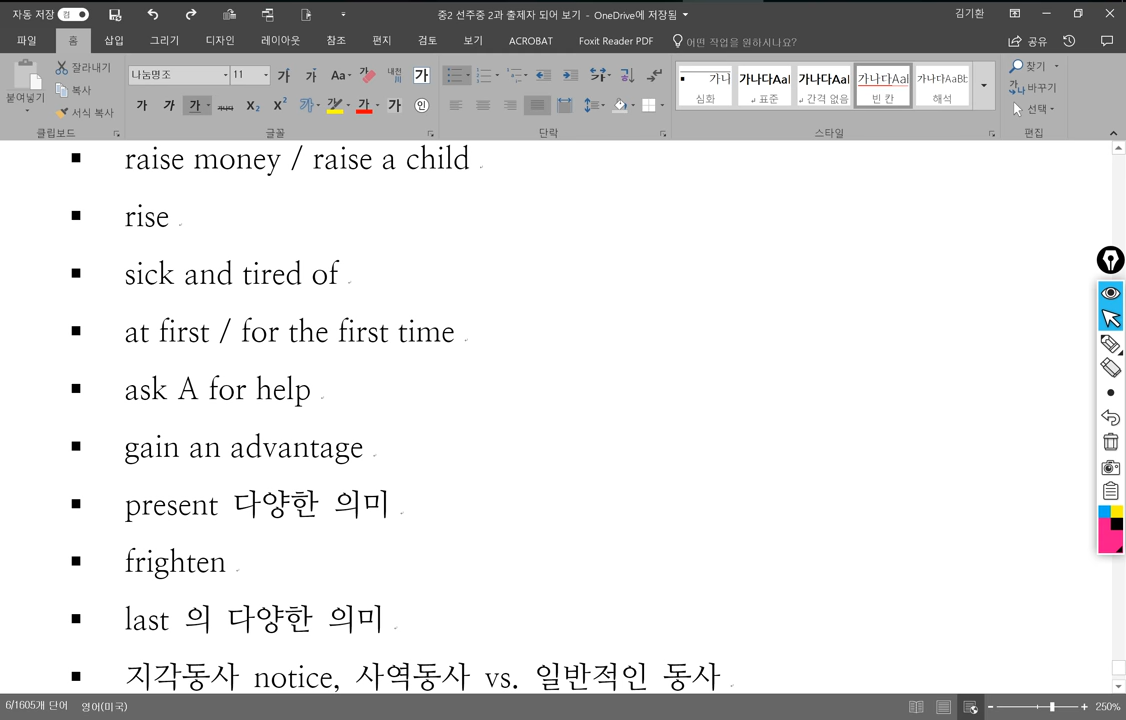 자동 저장 중2 선주중 2과 출제자 되어 보기 - OneDrive에 저장됨 김기환
파일 홈 삽입 그리기 디자인 레이아웃 참조 편지 검토 보기 ACROBAT Foxit Reader PDF 어떤 작업을 원하시나요? 공유
붙여넣기 잘라내기 복사 서식 복사
나눔명조 11
가나 심화
가나다AaI 표준
가나다AaI 간격 없음
가나다AaI 빈 칸
가나다AaBb 해석
찾기 바꾸기 선택
클립보드 글꼴 단락 스타일 편집
raise money / raise a child
rise
sick and tired of
at first / for the first time
ask A for help
gain an advantage
present 다양한 의미
frighten
last 의 다양한 의미
지각동사 notice, 사역동사 vs. 일반적인 동사
6/1605개 단어 영어(미국) 250%